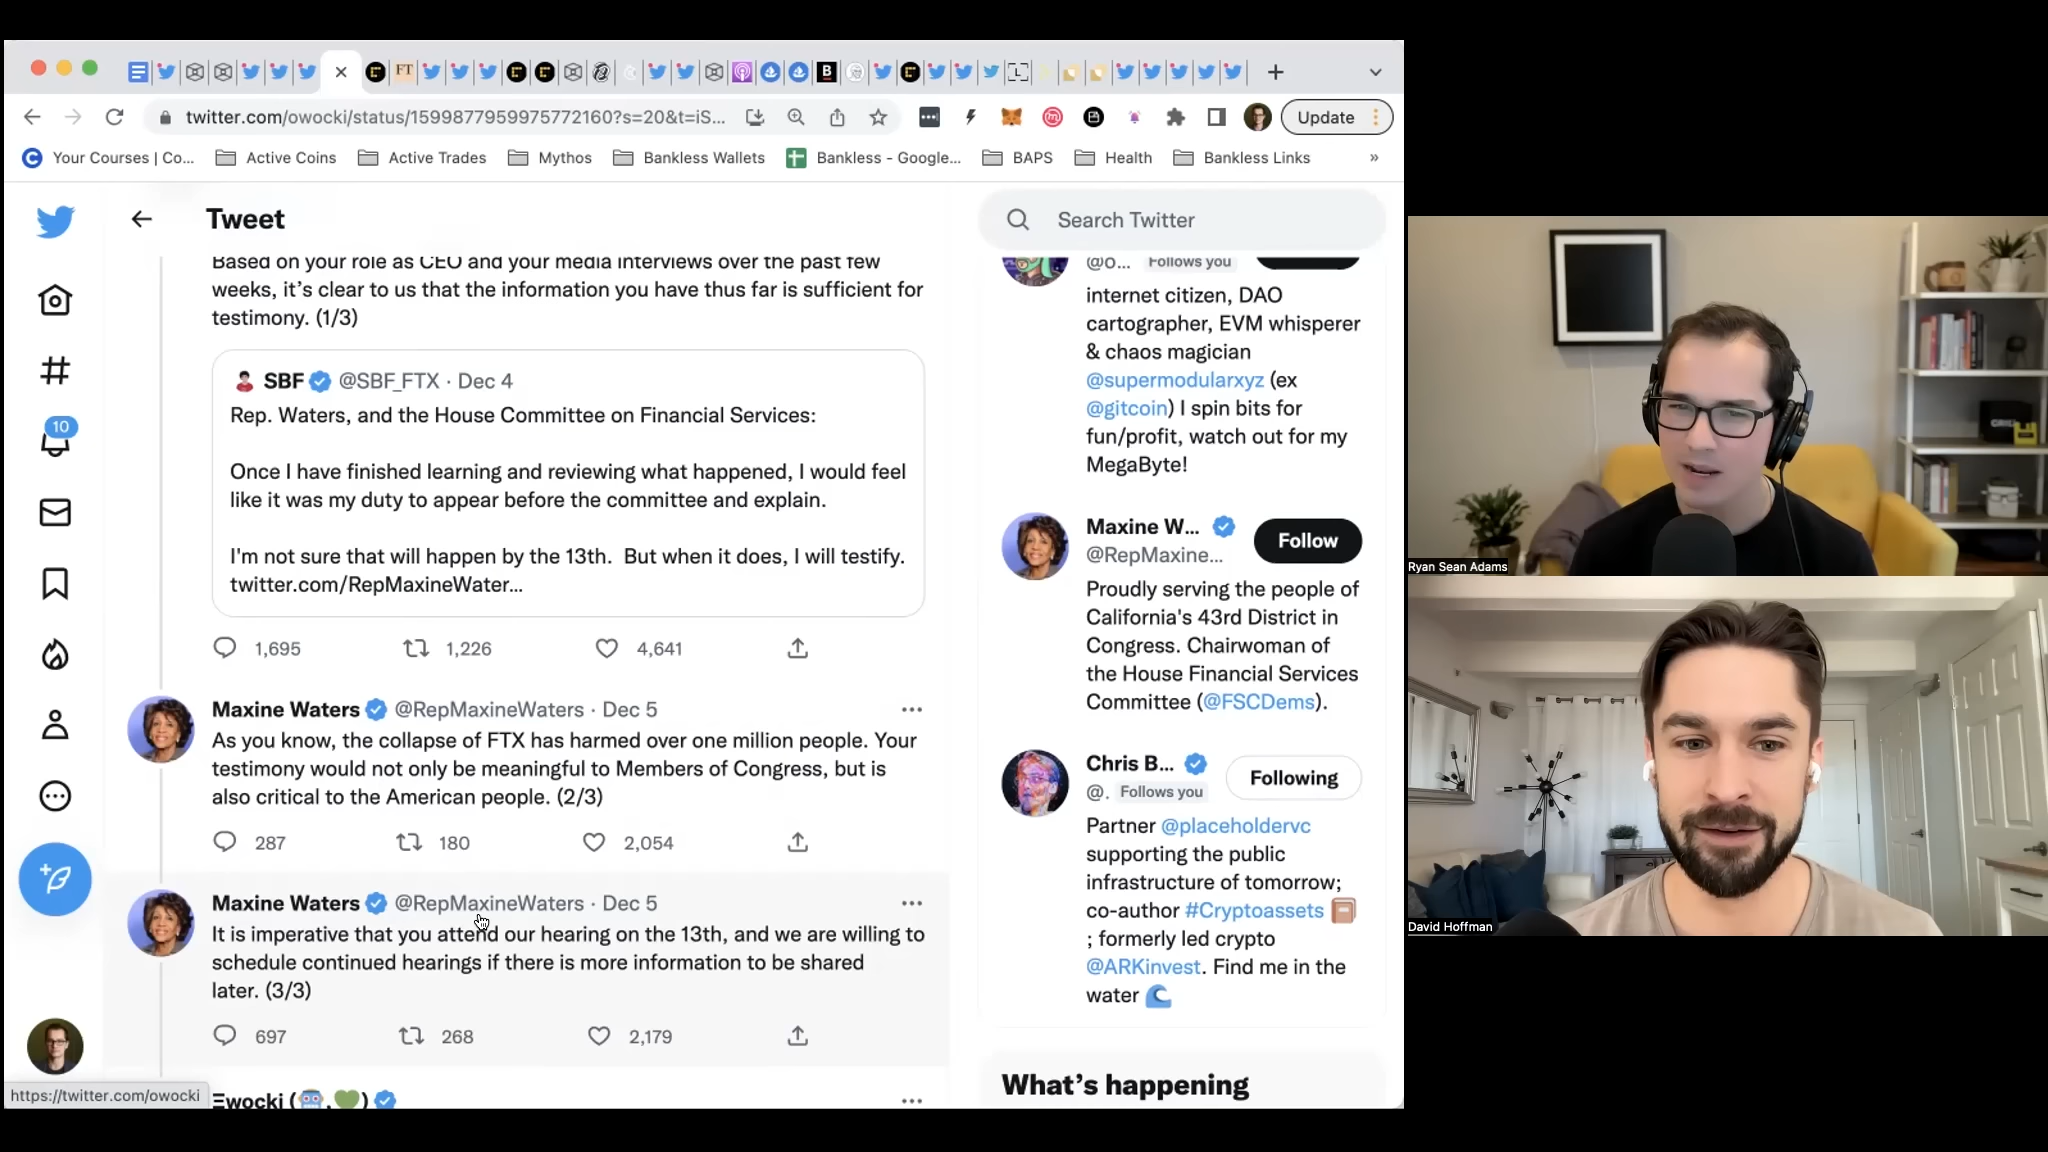 FT
B
L
twitter.com/owocki/status/1599877959975772160?s=20&t=iS...
Update
Your Courses | Co...
Active Coins
Active Trades
Mythos
Bankless Wallets
Bankless - Google...
BAPS
Health
Bankless Links
»
Tweet
Search Twitter
Based on your role as CEO and your media interviews over the past few
weeks, it’s clear to us that the information you have thus far is sufficient for
testimony. (1/3)
SBF @SBF_FTX · Dec 4
Rep. Waters, and the House Committee on Financial Services:
Once I have finished learning and reviewing what happened, I would feel
like it was my duty to appear before the committee and explain.
I'm not sure that will happen by the 13th. But when it does, I will testify.
twitter.com/RepMaxineWater...
1,695 1,226 4,641
Maxine Waters @RepMaxineWaters · Dec 5
As you know, the collapse of FTX has harmed over one million people. Your
testimony would not only be meaningful to Members of Congress, but is
also critical to the American people. (2/3)
287 180 2,054
Maxine Waters @RepMaxineWaters · Dec 5
It is imperative that you attend our hearing on the 13th, and we are willing to
schedule continued hearings if there is more information to be shared
later. (3/3)
697 268 2,179
Ξwocki (🤖,💚)
10
https://twitter.com/owocki
@o... Follows you
internet citizen, DAO
cartographer, EVM whisperer
& chaos magician
@supermodularxyz (ex
@gitcoin) I spin bits for
fun/profit, watch out for my
MegaByte!
Maxine W...
Follow
@RepMaxine...
Proudly serving the people of
California's 43rd District in
Congress. Chairwoman of
the House Financial Services
Committee (@FSCDems).
Chris B...
Following
@. Follows you
Partner @placeholdervc
supporting the public
infrastructure of tomorrow;
co-author #Cryptoassets 📔
; formerly led crypto
@ARKinvest. Find me in the
water 🌊
What’s happening
Ryan Sean Adams
David Hoffman